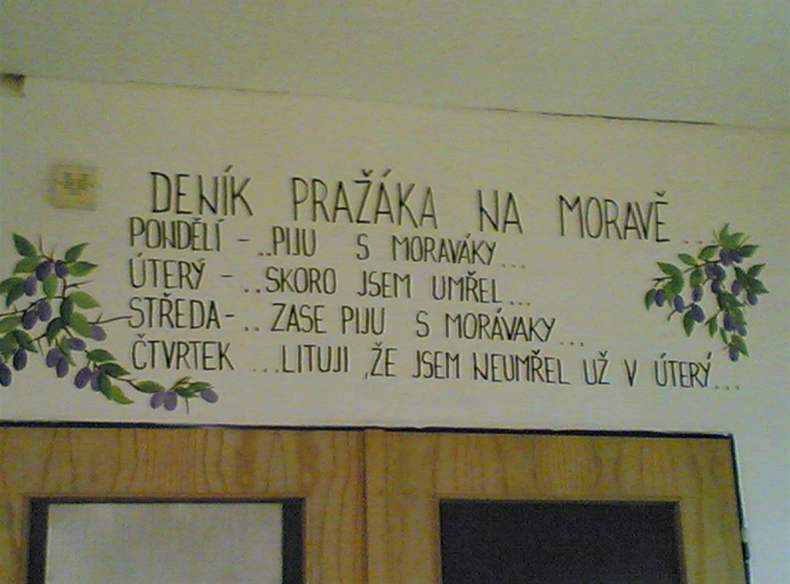 DENÍK PRAŽÁKA NA MORAVĚ...
PONDĚLÍ - ..PIJU S MORAVÁKY...
ÚTERÝ - ..SKORO JSEM UMŘEL...
STŘEDA- .. ZASE PIJU S MORÁVAKY...
ČTVRTEK ...LITUJI ,ŽE JSEM NEUMŘEL UŽ V ÚTERÝ...